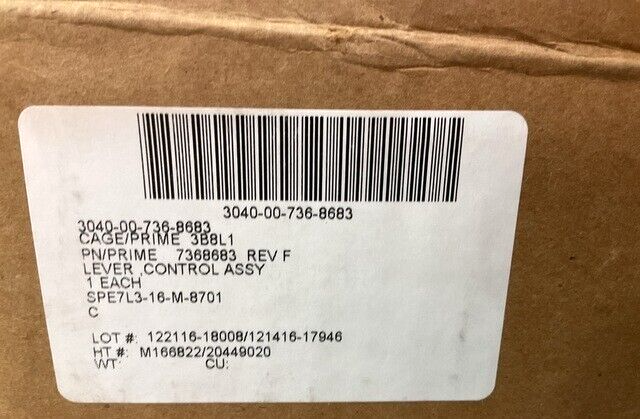 3040-00-736-8683
3040-00-736-8683
CAGE/PRIME 3B8L1
PN/PRIME 7368683 REV F
LEVER ,CONTROL ASSY
1 EACH
SPE7L3-16-M-8701
C
LOT #: 122116-18008/121416-17946
HT #: M166822/20449020
WT: CU: